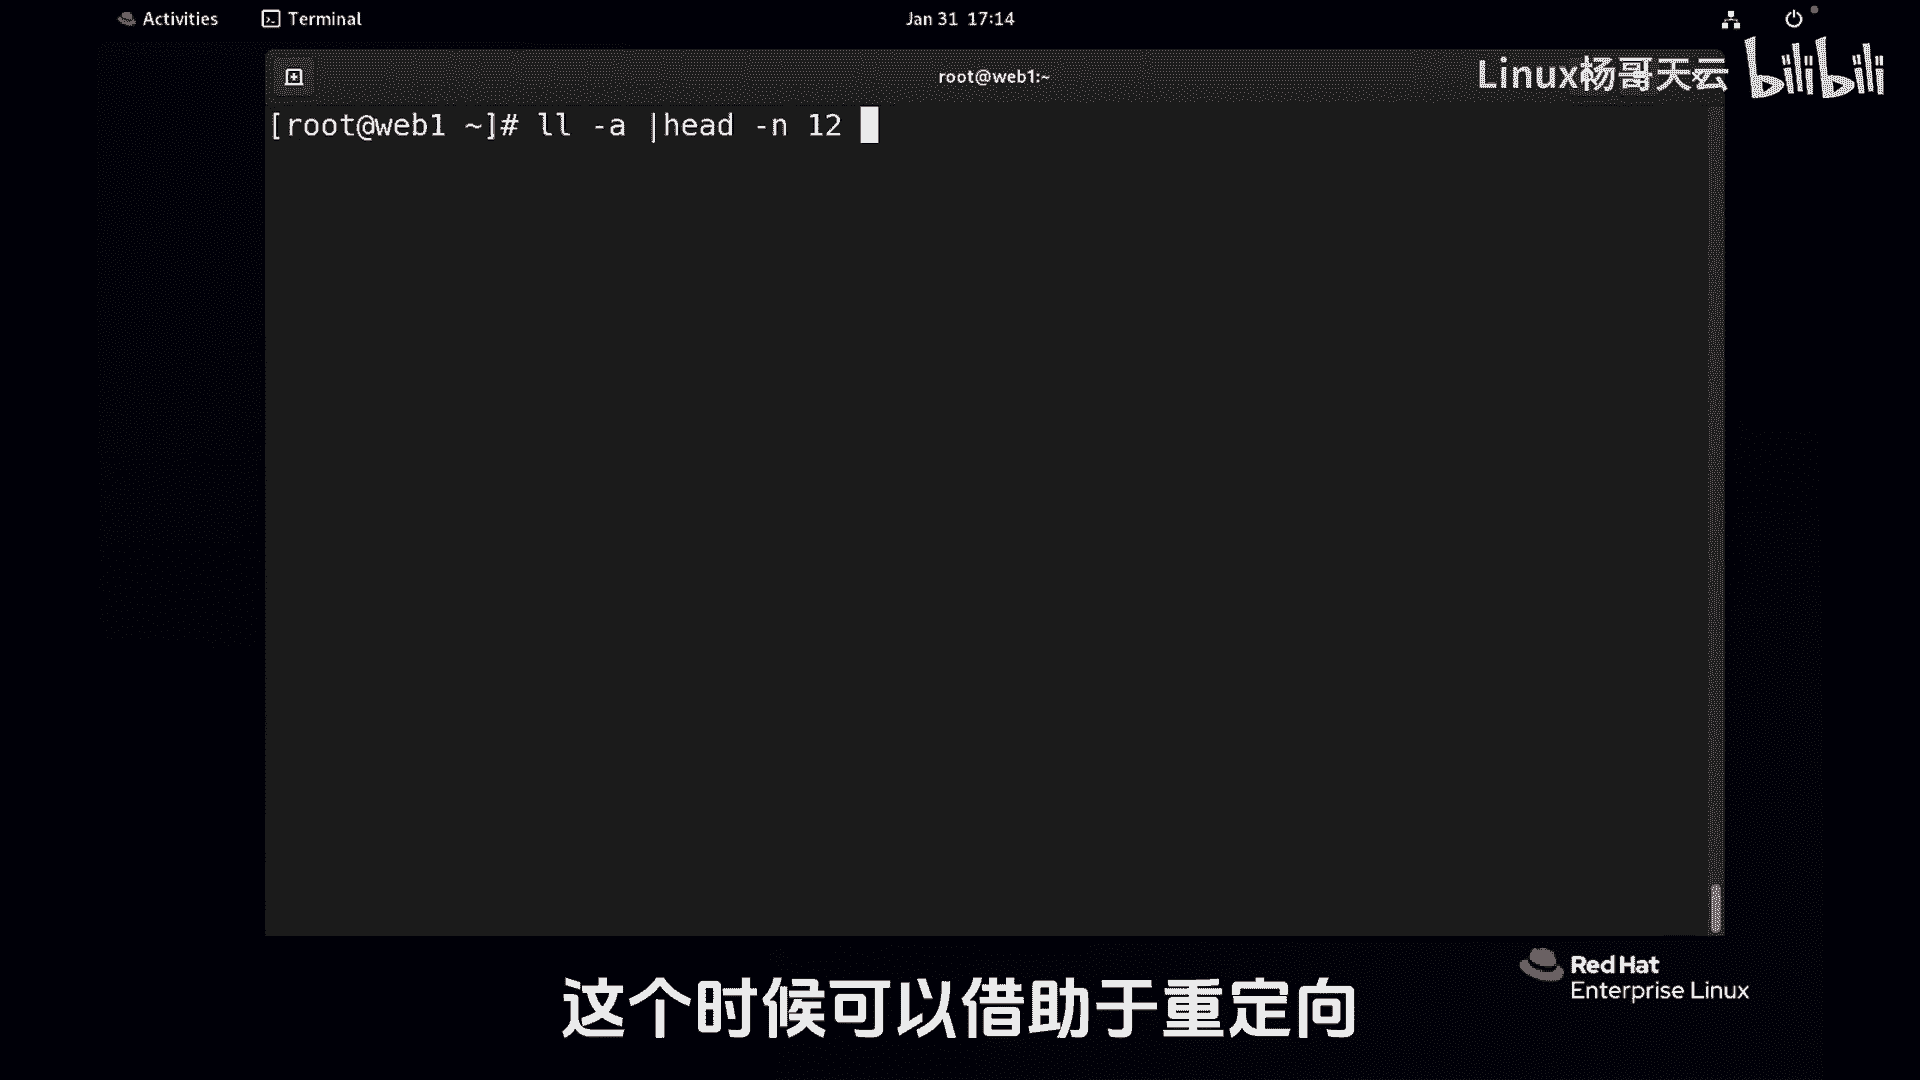 Activities
Terminal
Jan 31 17:14
root@web1:~
Linux杨哥天云 bilibili
[root@web1 ~]# ll -a |head -n 12
Red Hat
Enterprise Linux
这个时候可以借助于重定向